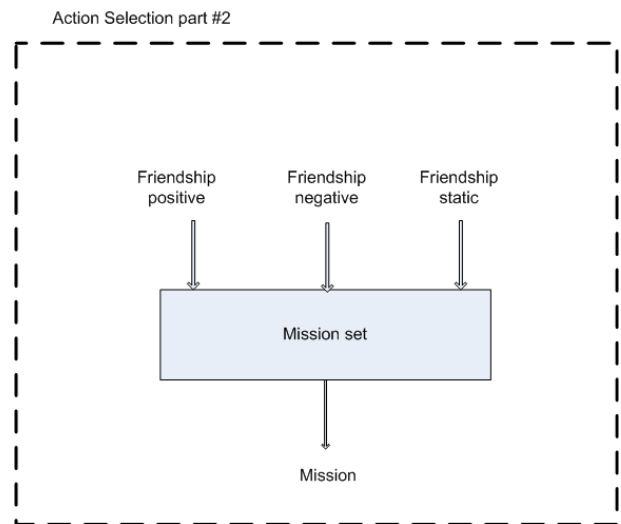 Action Selection part #2
Friendship positive
Friendship negative
Friendship static
Mission set
Mission